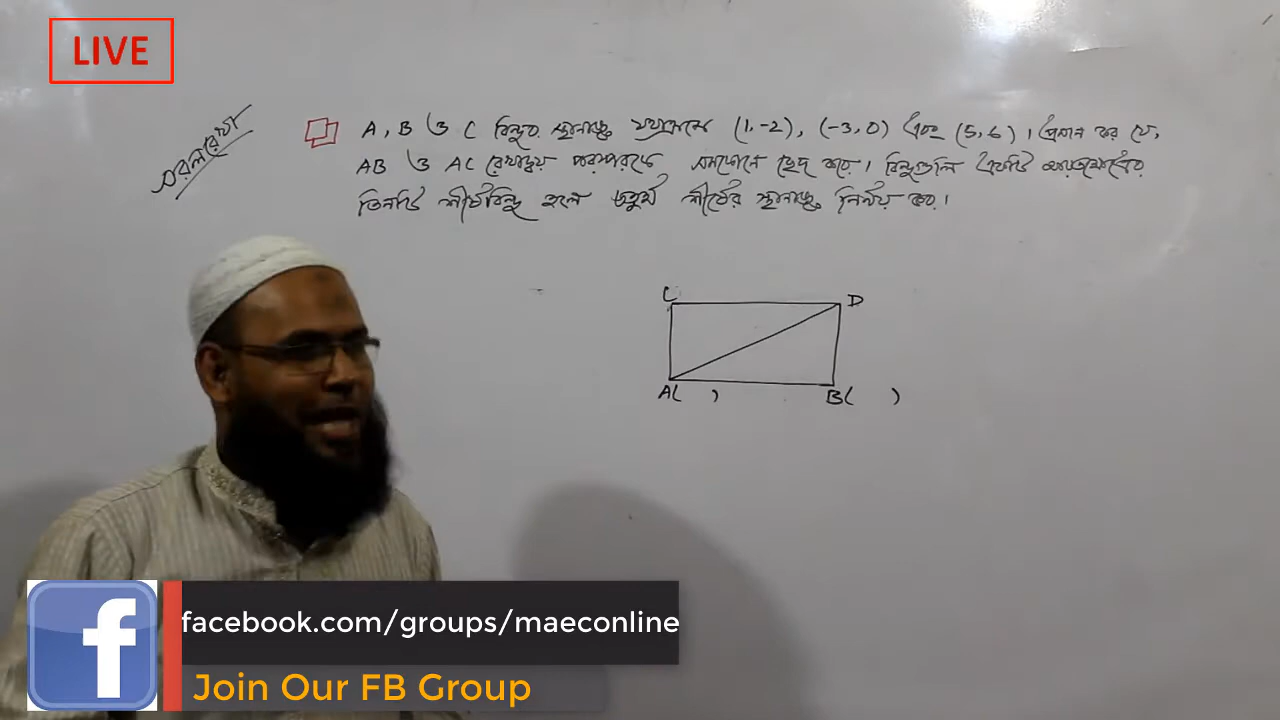 LIVE
সরলরেখা
A, B ও C বিন্দুর স্থানাঙ্ক যথাক্রমে (1,-2), (-3,0) এবং (5,6)। প্রমাণ কর যে,
AB ও AC রেখাদ্বয় পরস্পরকে সমকোণে ছেদ করে। বিন্দুগুলি একটি আয়তক্ষেত্রের
তিনটি শীর্ষবিন্দু হলে চতুর্থ শীর্ষের স্থানাঙ্ক নির্ণয় কর।
C D
A( ) B( )
facebook.com/groups/maeconline
Join Our FB Group